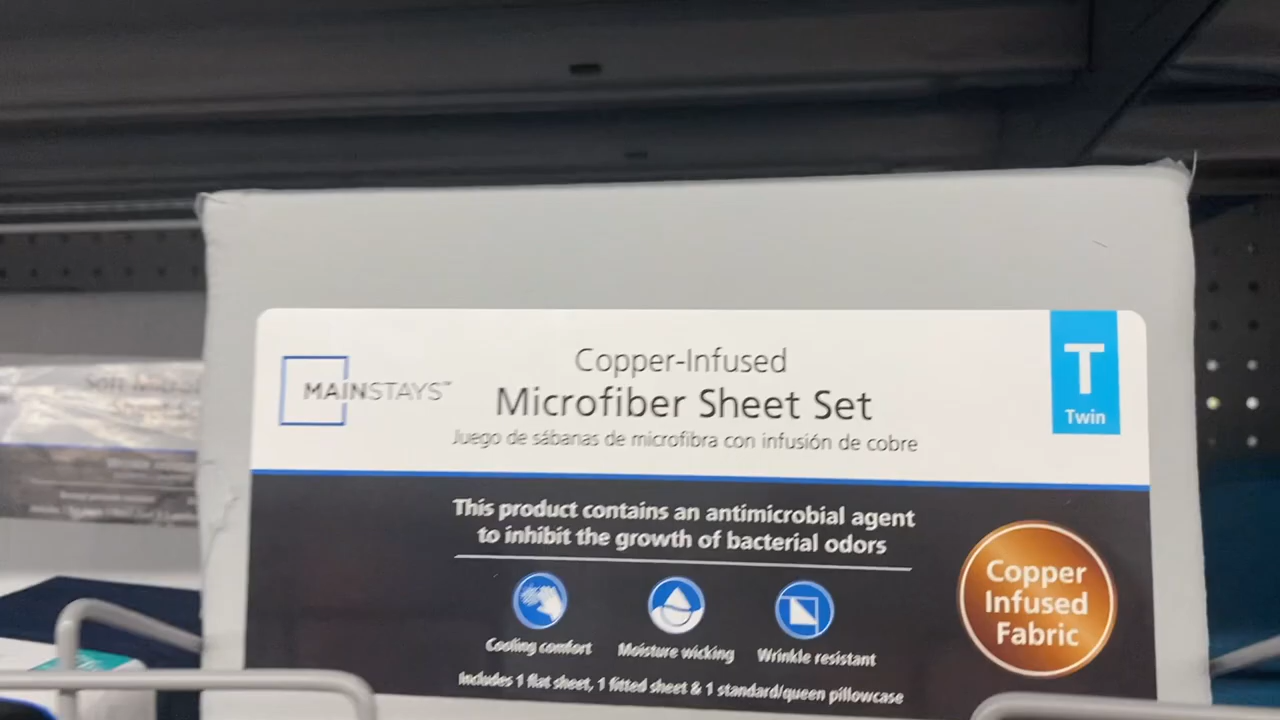 MAINSTAYS™
Copper-Infused
Microfiber Sheet Set
Juego de sábanas de microfibra con infusión de cobre
T
Twin
This product contains an antimicrobial agent
to inhibit the growth of bacterial odors
Cooling comfort
Moisture wicking
Wrinkle resistant
Includes 1 flat sheet, 1 fitted sheet & 1 standard/queen pillowcase
Copper
Infused
Fabric